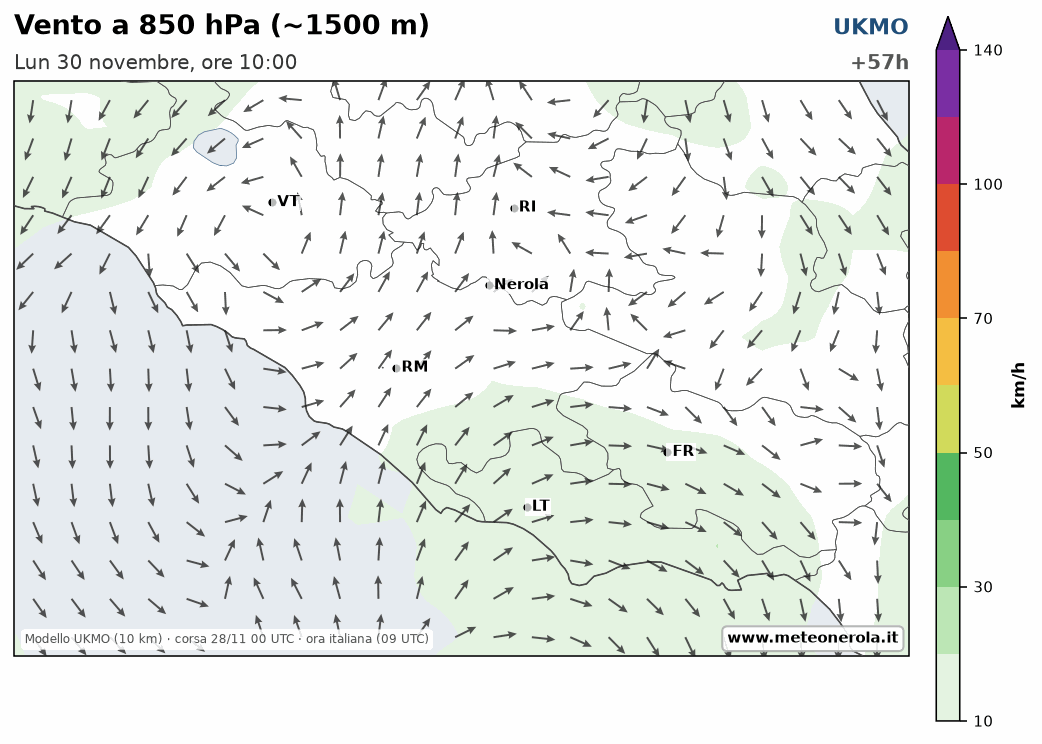 Vento a 850 hPa (~1500 m)
UKMO
Lun 30 novembre, ore 10:00
+57h
140
100
70
50
30
10
km/h
VT
RI
Nerola
RM
FR
LT
Modello UKMO (10 km) · corsa 28/11 00 UTC · ora italiana (09 UTC)
www.meteonerola.it